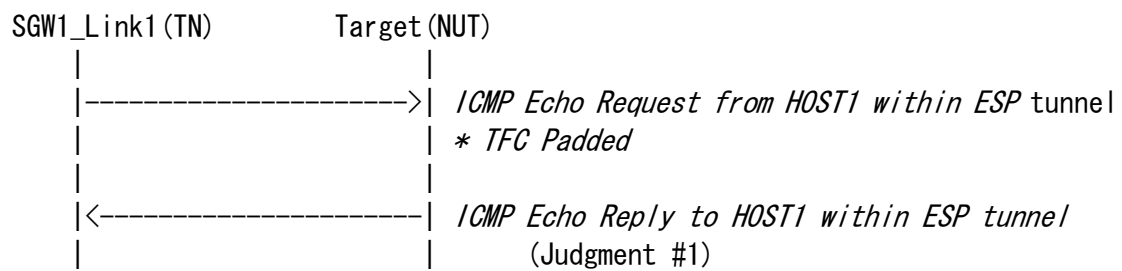 SGW1_Link1(TN)        Target(NUT)
     |                       |
     |---------------------->| ICMP Echo Request from HOST1 within ESP tunnel
     |                       | * TFC Padded
     |                       |
     |<----------------------| ICMP Echo Reply to HOST1 within ESP tunnel
     |                       |     (Judgment #1)